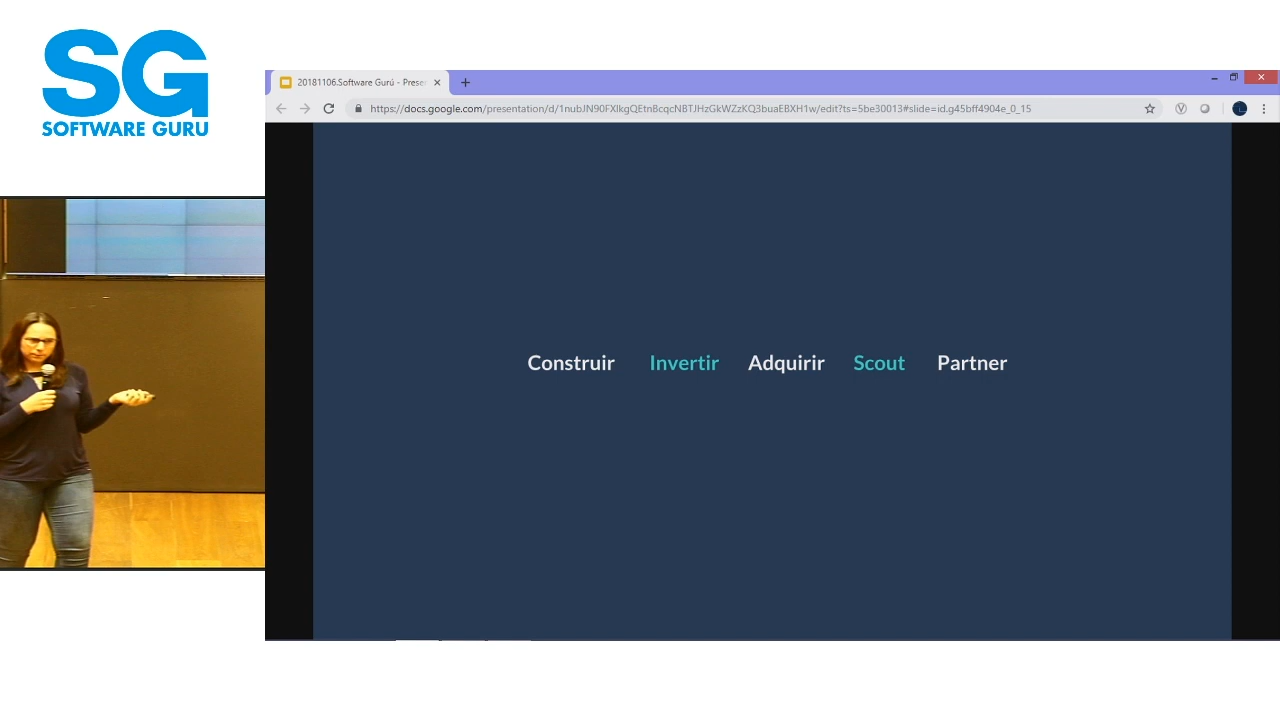 SG
SOFTWARE GURU
20181106.Software Gurú - Prese
https://docs.google.com/presentation/d/1nubJN90FXlkgQEtnBcqcNBTJHzGkWZzKQ3buaEBXH1w/edit?ts=5be30013#slide=id.g45bff4904e_0_15
Construir Invertir Adquirir Scout Partner